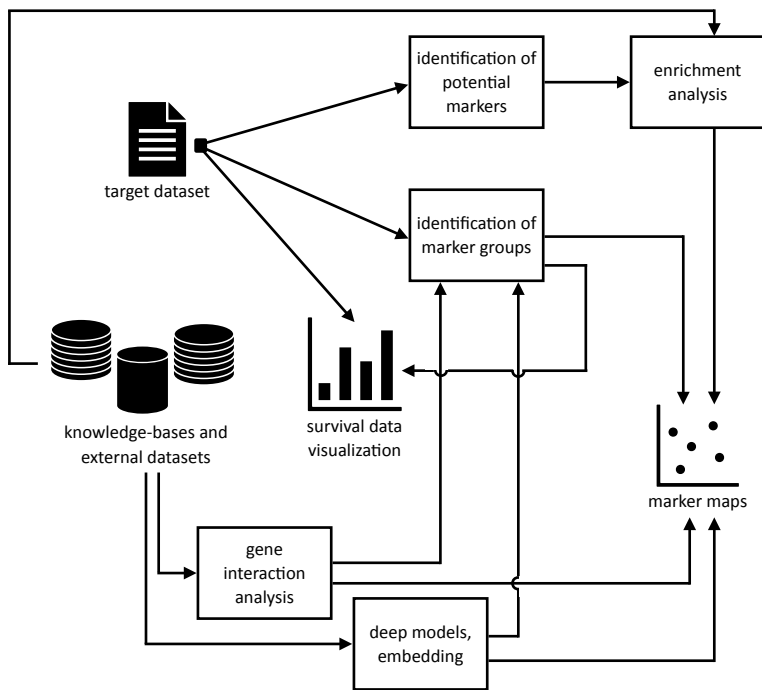 identification of
potential
markers
enrichment
analysis
target dataset
identification of
marker groups
knowledge-bases and
external datasets
survival data
visualization
marker maps
gene
interaction
analysis
deep models,
embedding